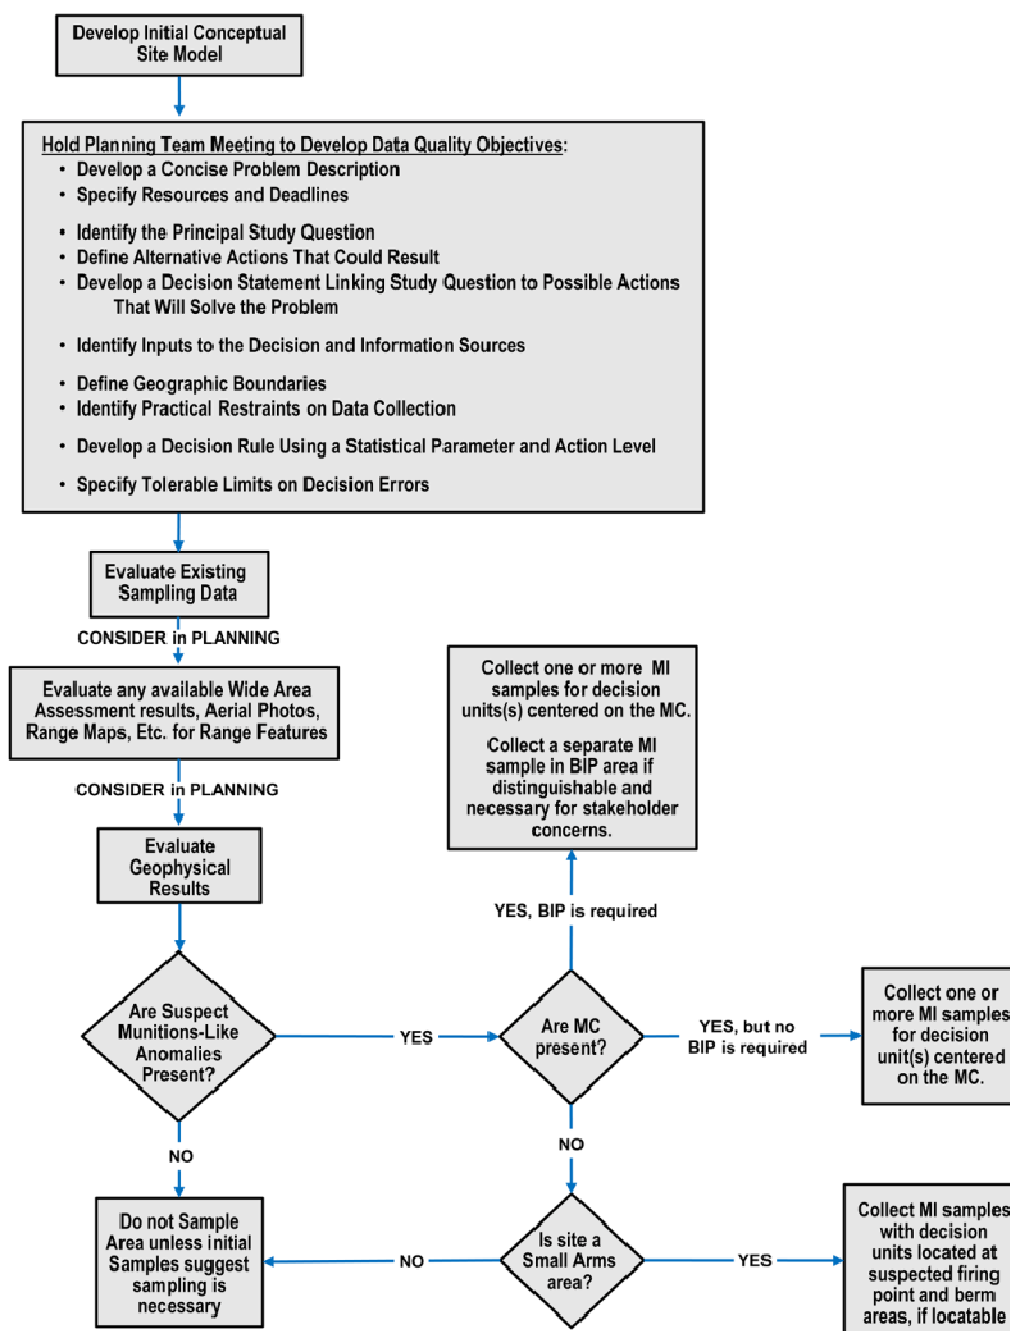 Develop Initial Conceptual
Site Model
Hold Planning Team Meeting to Develop Data Quality Objectives:
• Develop a Concise Problem Description
• Specify Resources and Deadlines
• Identify the Principal Study Question
• Define Alternative Actions That Could Result
• Develop a Decision Statement Linking Study Question to Possible Actions
That Will Solve the Problem
• Identify Inputs to the Decision and Information Sources
• Define Geographic Boundaries
• Identify Practical Restraints on Data Collection
• Develop a Decision Rule Using a Statistical Parameter and Action Level
• Specify Tolerable Limits on Decision Errors
Evaluate Existing
Sampling Data
CONSIDER in PLANNING
Evaluate any available Wide Area
Assessment results, Aerial Photos,
Range Maps, Etc. for Range Features
CONSIDER in PLANNING
Evaluate
Geophysical
Results
Are Suspect
Munitions-Like
Anomalies
Present?
YES
NO
Are MC
present?
YES, BIP is required
Collect one or more MI
samples for decision
units(s) centered on the MC.
Collect a separate MI
sample in BIP area if
distinguishable and
necessary for stakeholder
concerns.
YES, but no
BIP is required
Collect one or
more MI samples
for decision
unit(s) centered
on the MC.
NO
Is site a
Small Arms
area?
NO
Do not Sample
Area unless initial
Samples suggest
sampling is
necessary
YES
Collect MI samples
with decision
units located at
suspected firing
point and berm
areas, if locatable